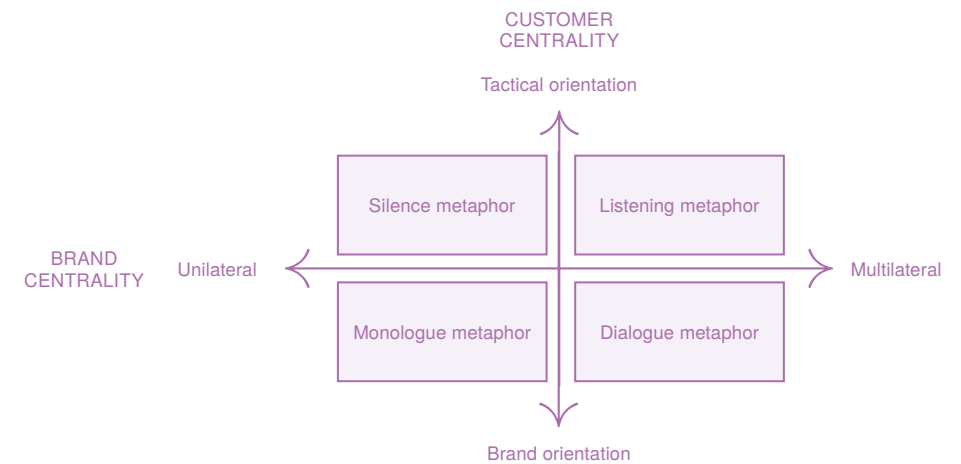 CUSTOMER
CENTRALITY
Tactical orientation
Silence metaphor
Listening metaphor
BRAND
CENTRALITY
Unilateral
Multilateral
Monologue metaphor
Dialogue metaphor
Brand orientation